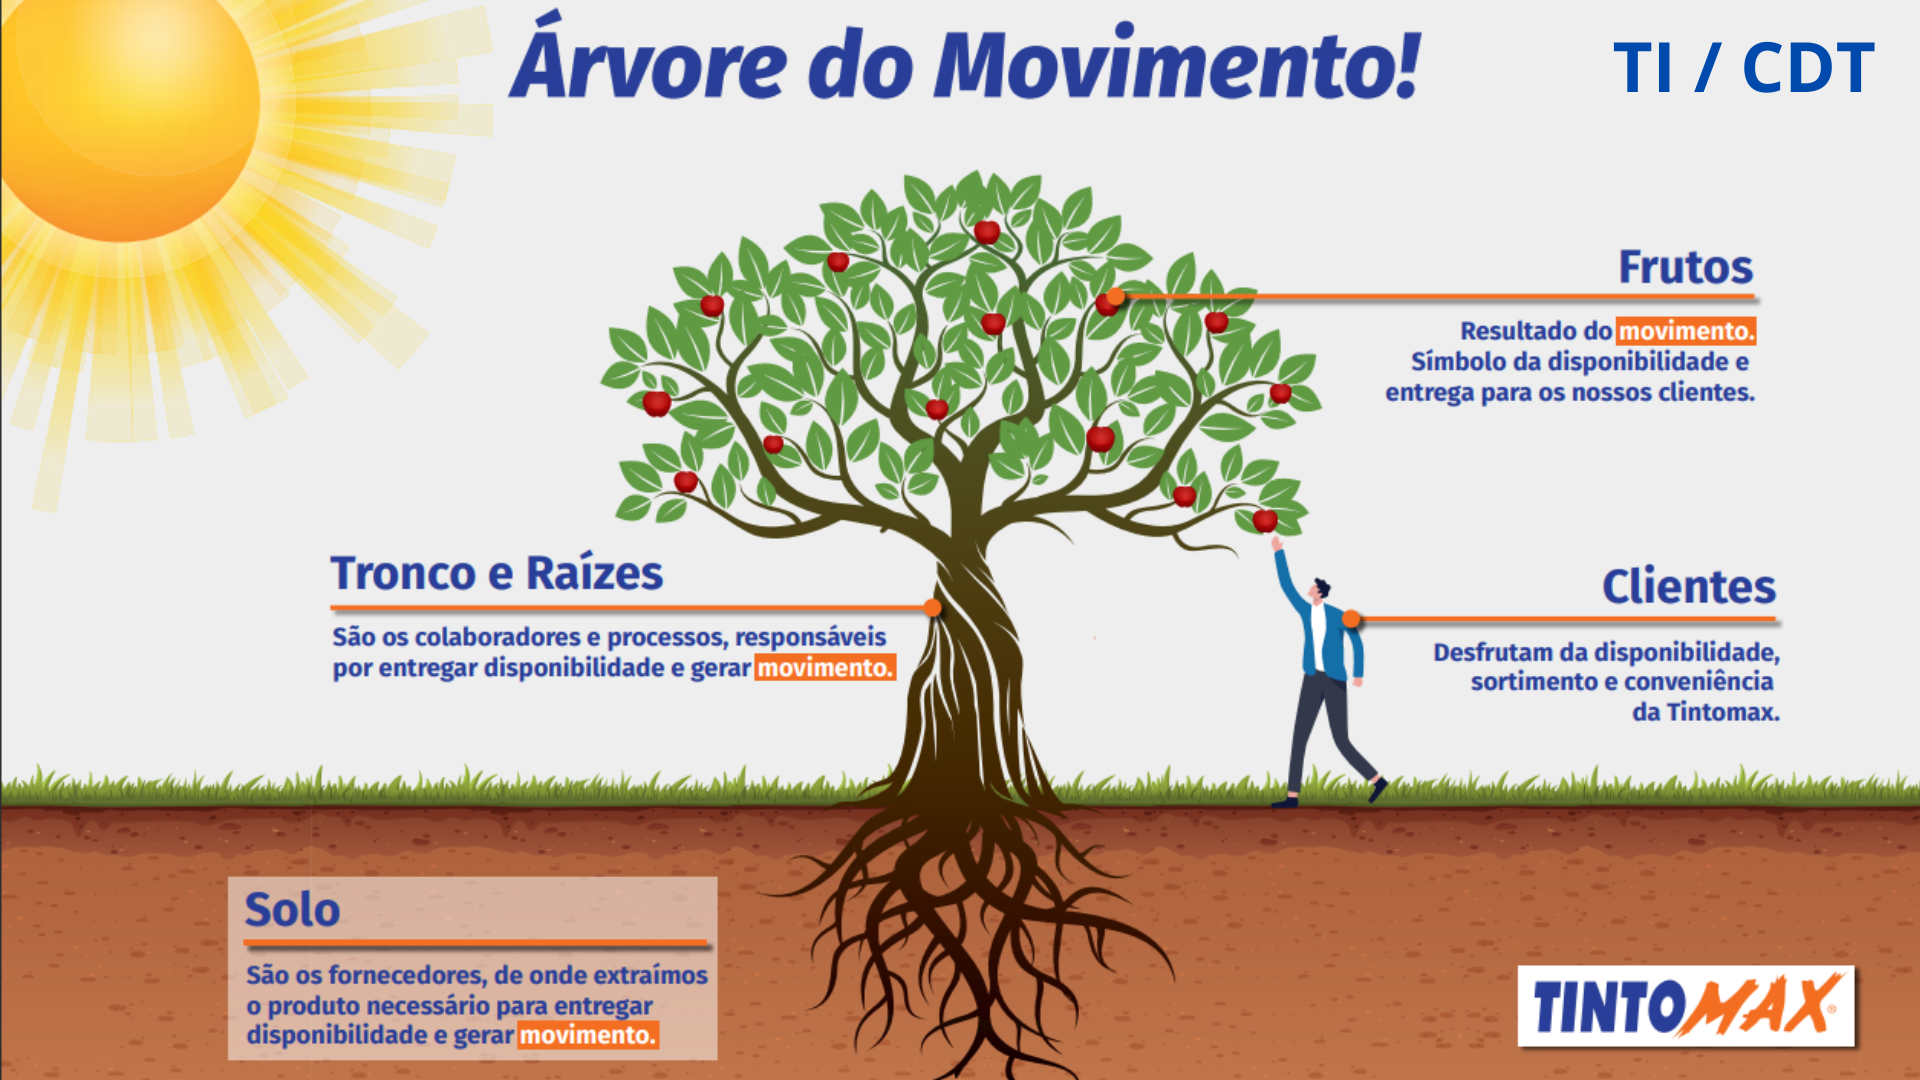 Árvore do Movimento!
TI / CDT
Frutos
Resultado do movimento.
Símbolo da disponibilidade e
entrega para os nossos clientes.
Tronco e Raízes
São os colaboradores e processos, responsáveis
por entregar disponibilidade e gerar movimento.
Clientes
Desfrutam da disponibilidade,
sortimento e conveniência
da Tintomax.
Solo
São os fornecedores, de onde extraímos
o produto necessário para entregar
disponibilidade e gerar movimento.
TINTOMAX®